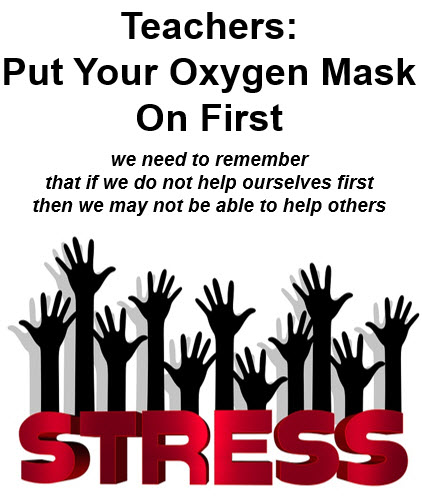 Teachers:
Put Your Oxygen Mask
On First
we need to remember
that if we do not help ourselves first
then we may not be able to help others
STRESS